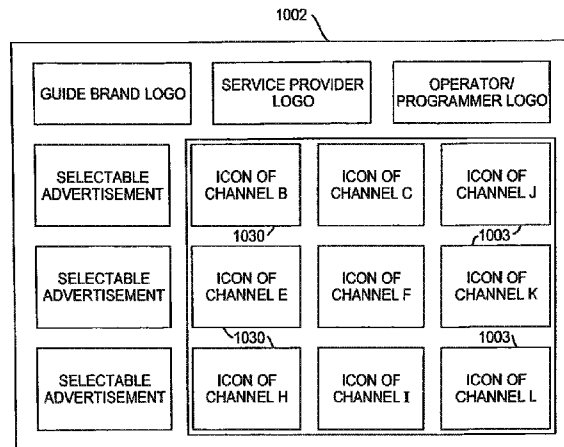 1002
GUIDE BRAND LOGO
SERVICE PROVIDER
LOGO
OPERATOR/
PROGRAMMER LOGO
SELECTABLE
ADVERTISEMENT
ICON OF
CHANNEL B
ICON OF
CHANNEL C
ICON OF
CHANNEL J
1030
1003
SELECTABLE
ADVERTISEMENT
ICON OF
CHANNEL E
ICON OF
CHANNEL F
ICON OF
CHANNEL K
1030
1003
SELECTABLE
ADVERTISEMENT
ICON OF
CHANNEL H
ICON OF
CHANNEL I
ICON OF
CHANNEL L